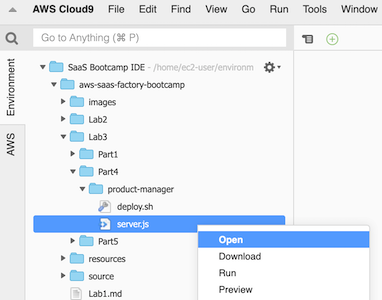 AWS Cloud9 File Edit Find View Go Run Tools Window
Go to Anything (⌘ P)
Environment
AWS
SaaS Bootcamp IDE - /home/ec2-user/environm
aws-saas-factory-bootcamp
images
Lab2
Lab3
Part1
Part4
product-manager
deploy.sh
server.js
Part5
resources
source
Lab1.md
Open
Download
Run
Preview